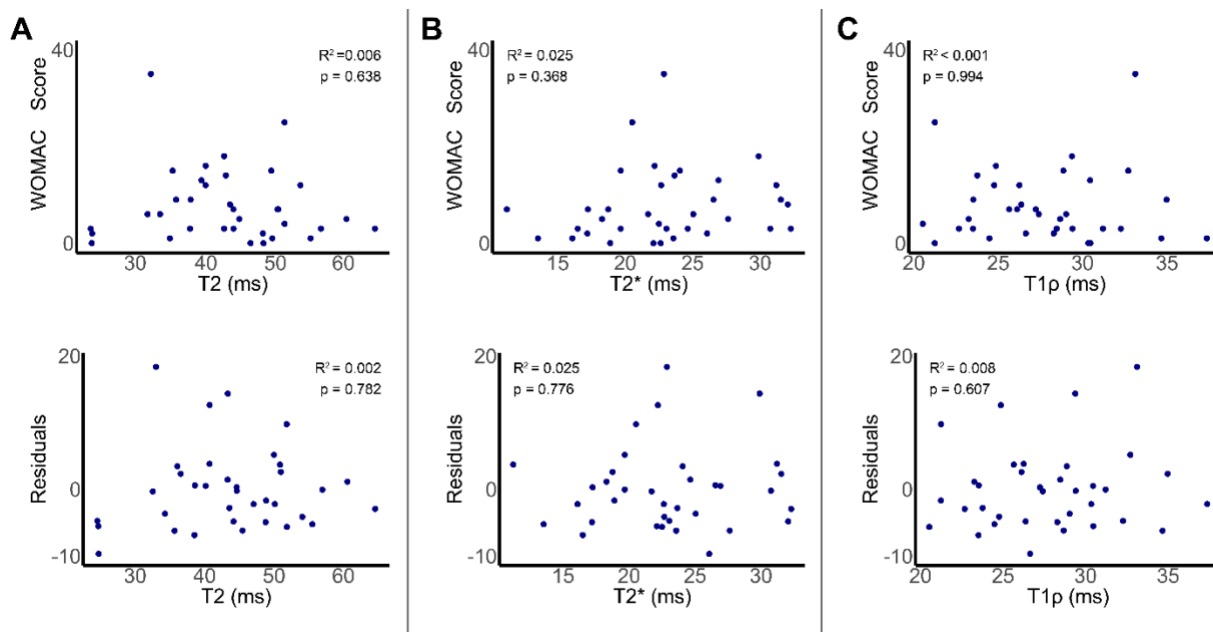 A
WOMAC Score
40
0
R² =0.006
p = 0.638
30 40 50 60
T2 (ms)
Residuals
20
0
-10
R² = 0.002
p = 0.782
30 40 50 60
T2 (ms)
B
WOMAC Score
40
0
R² = 0.025
p = 0.368
15 20 25 30
T2* (ms)
Residuals
20
0
-10
R² = 0.025
p = 0.776
15 20 25 30
T2* (ms)
C
WOMAC Score
40
0
R² < 0.001
p = 0.994
20 25 30 35
T1ρ (ms)
Residuals
20
0
-10
R² = 0.008
p = 0.607
20 25 30 35
T1ρ (ms)